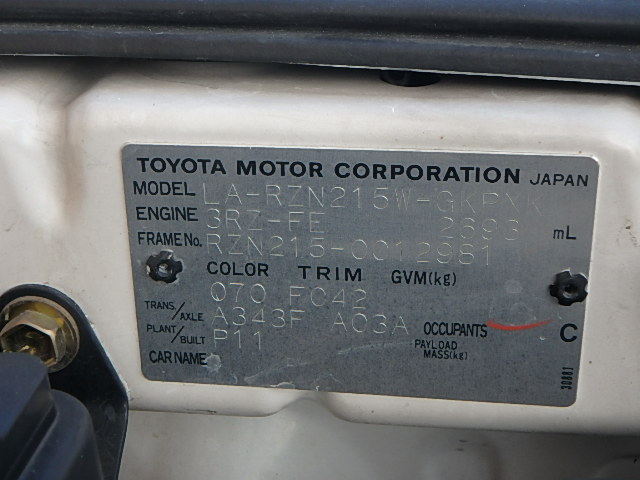 TOYOTA MOTOR CORPORATION JAPAN
MODEL LA-RZN215W-GKPXK
ENGINE 3RZ-FE 2693 mL
FRAME No. RZN215-0012981
COLOR TRIM GVM(kg)
070 FC42
TRANS/AXLE A343F A03A OCCUPANTS C
PLANT/BUILT P11 PAYLOAD MASS(kg)
CAR NAME
30881